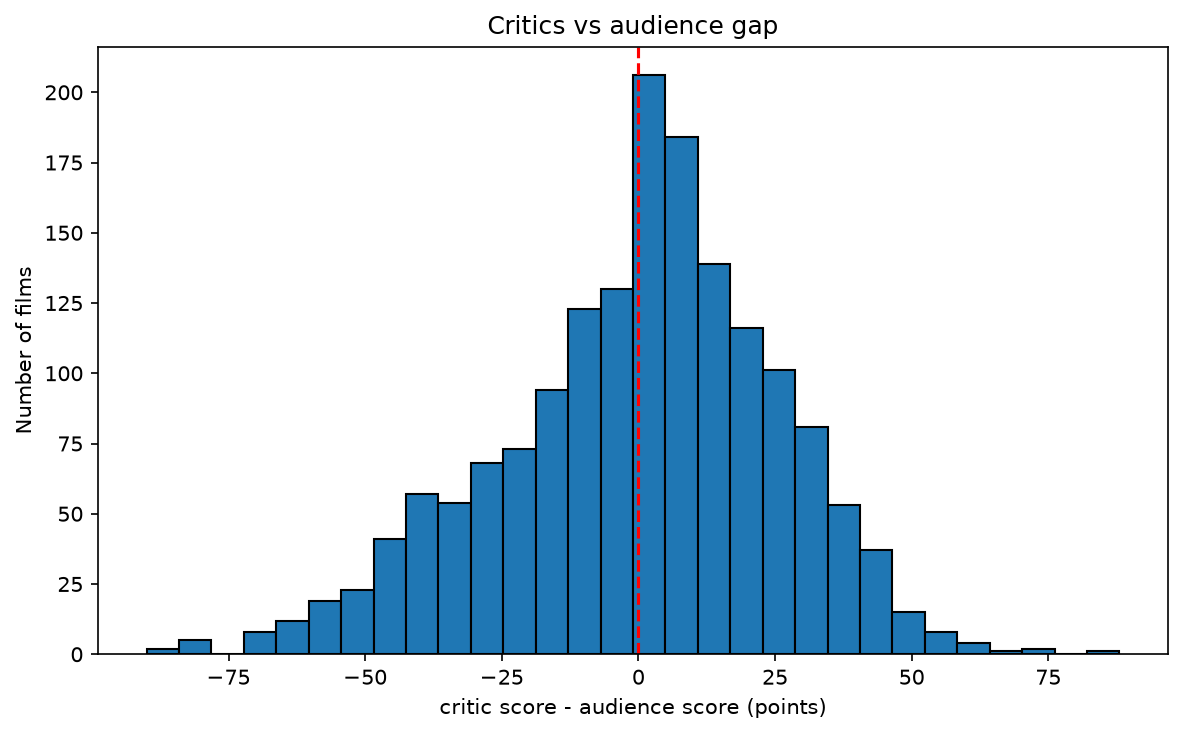 Critics vs audience gap
Number of films
200
175
150
125
100
75
50
25
0
−75 −50 −25 0 25 50 75
critic score - audience score (points)